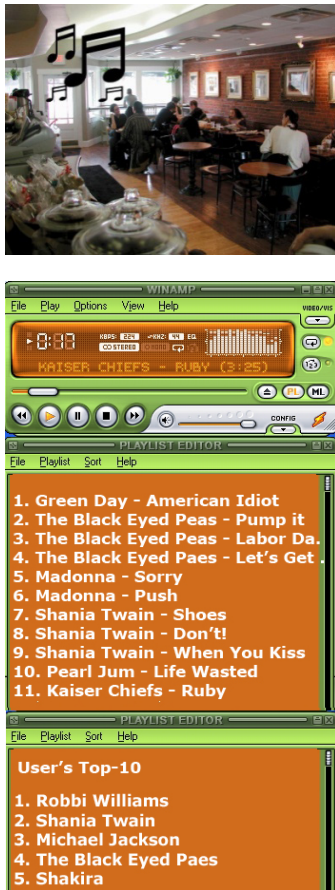 WINAMP
File Play Options View Help
VIDEO/VIS
0:17
KBPS: 224 KHZ: 44 EQ
STEREO
KAISER CHIEFS - RUBY (3:25)
PL ML
CONFIG
PLAYLIST EDITOR
File Playlist Sort Help
1. Green Day - American Idiot
2. The Black Eyed Peas - Pump it
3. The Black Eyed Peas - Labor Da.
4. The Black Eyed Paes - Let's Get .
5. Madonna - Sorry
6. Madonna - Push
7. Shania Twain - Shoes
8. Shania Twain - Don't!
9. Shania Twain - When You Kiss
10. Pearl Jum - Life Wasted
11. Kaiser Chiefs - Ruby
PLAYLIST EDITOR
File Playlist Sort Help
User's Top-10
1. Robbi Williams
2. Shania Twain
3. Michael Jackson
4. The Black Eyed Paes
5. Shakira